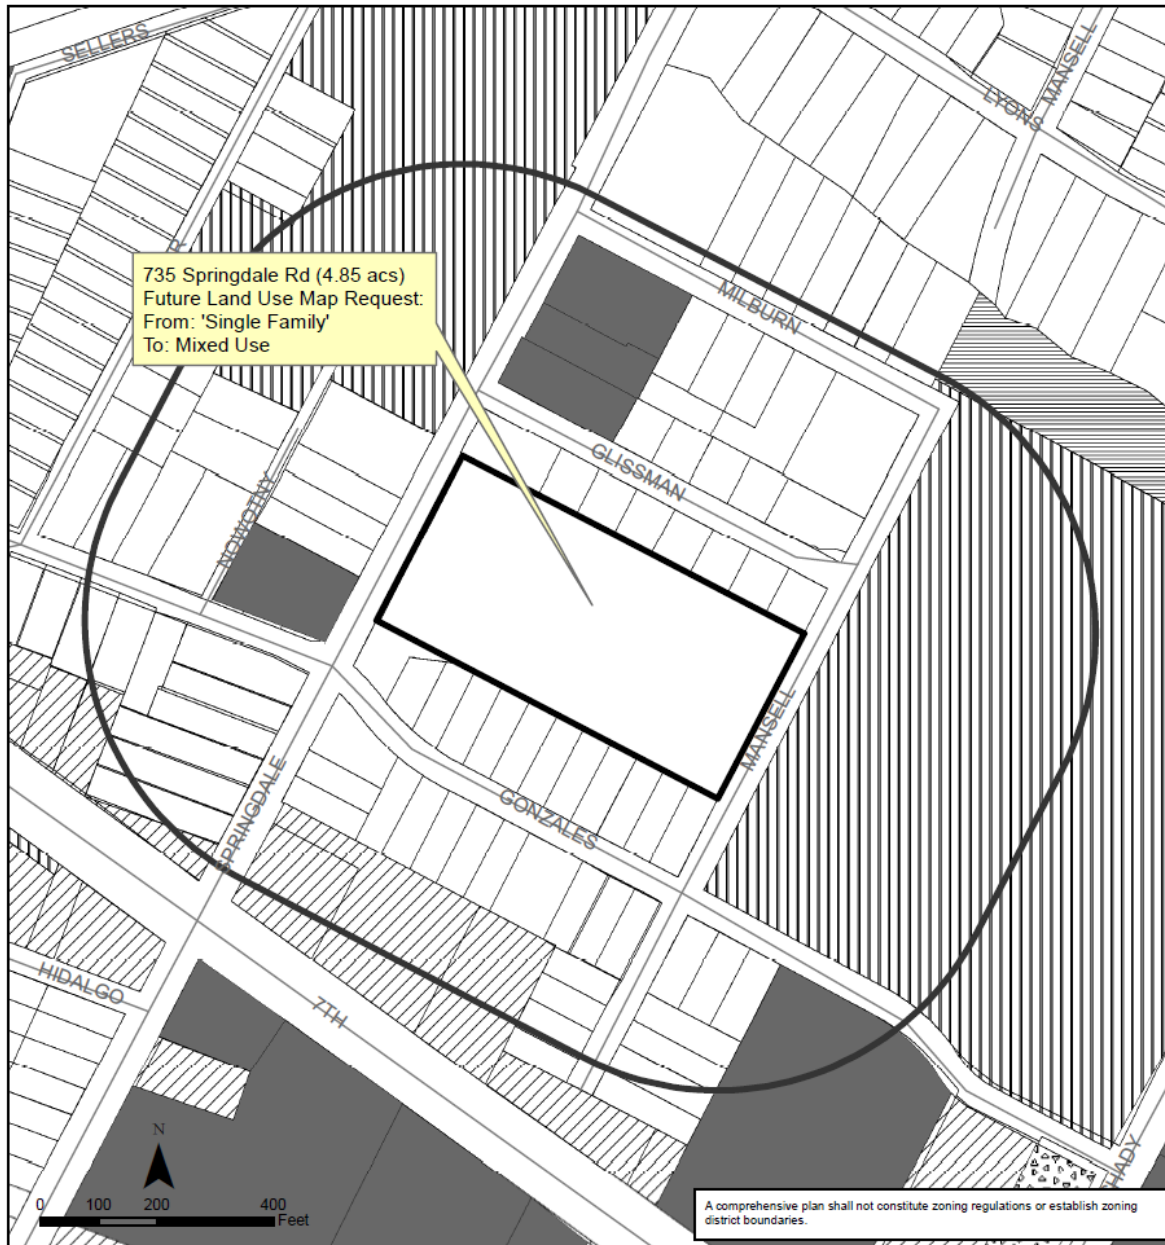 SELLERS
MANSELL
LYONS
R
735 Springdale Rd (4.85 acs)
Future Land Use Map Request:
From: 'Single Family'
To: Mixed Use
MILBURN
GLISSMAN
NOWOTNY
MANSELL
SPRINGDALE
GONZALES
HIDALGO
7TH
N
SHADY
0 100 200 400
Feet
A comprehensive plan shall not constitute zoning regulations or establish zoning
district boundaries.